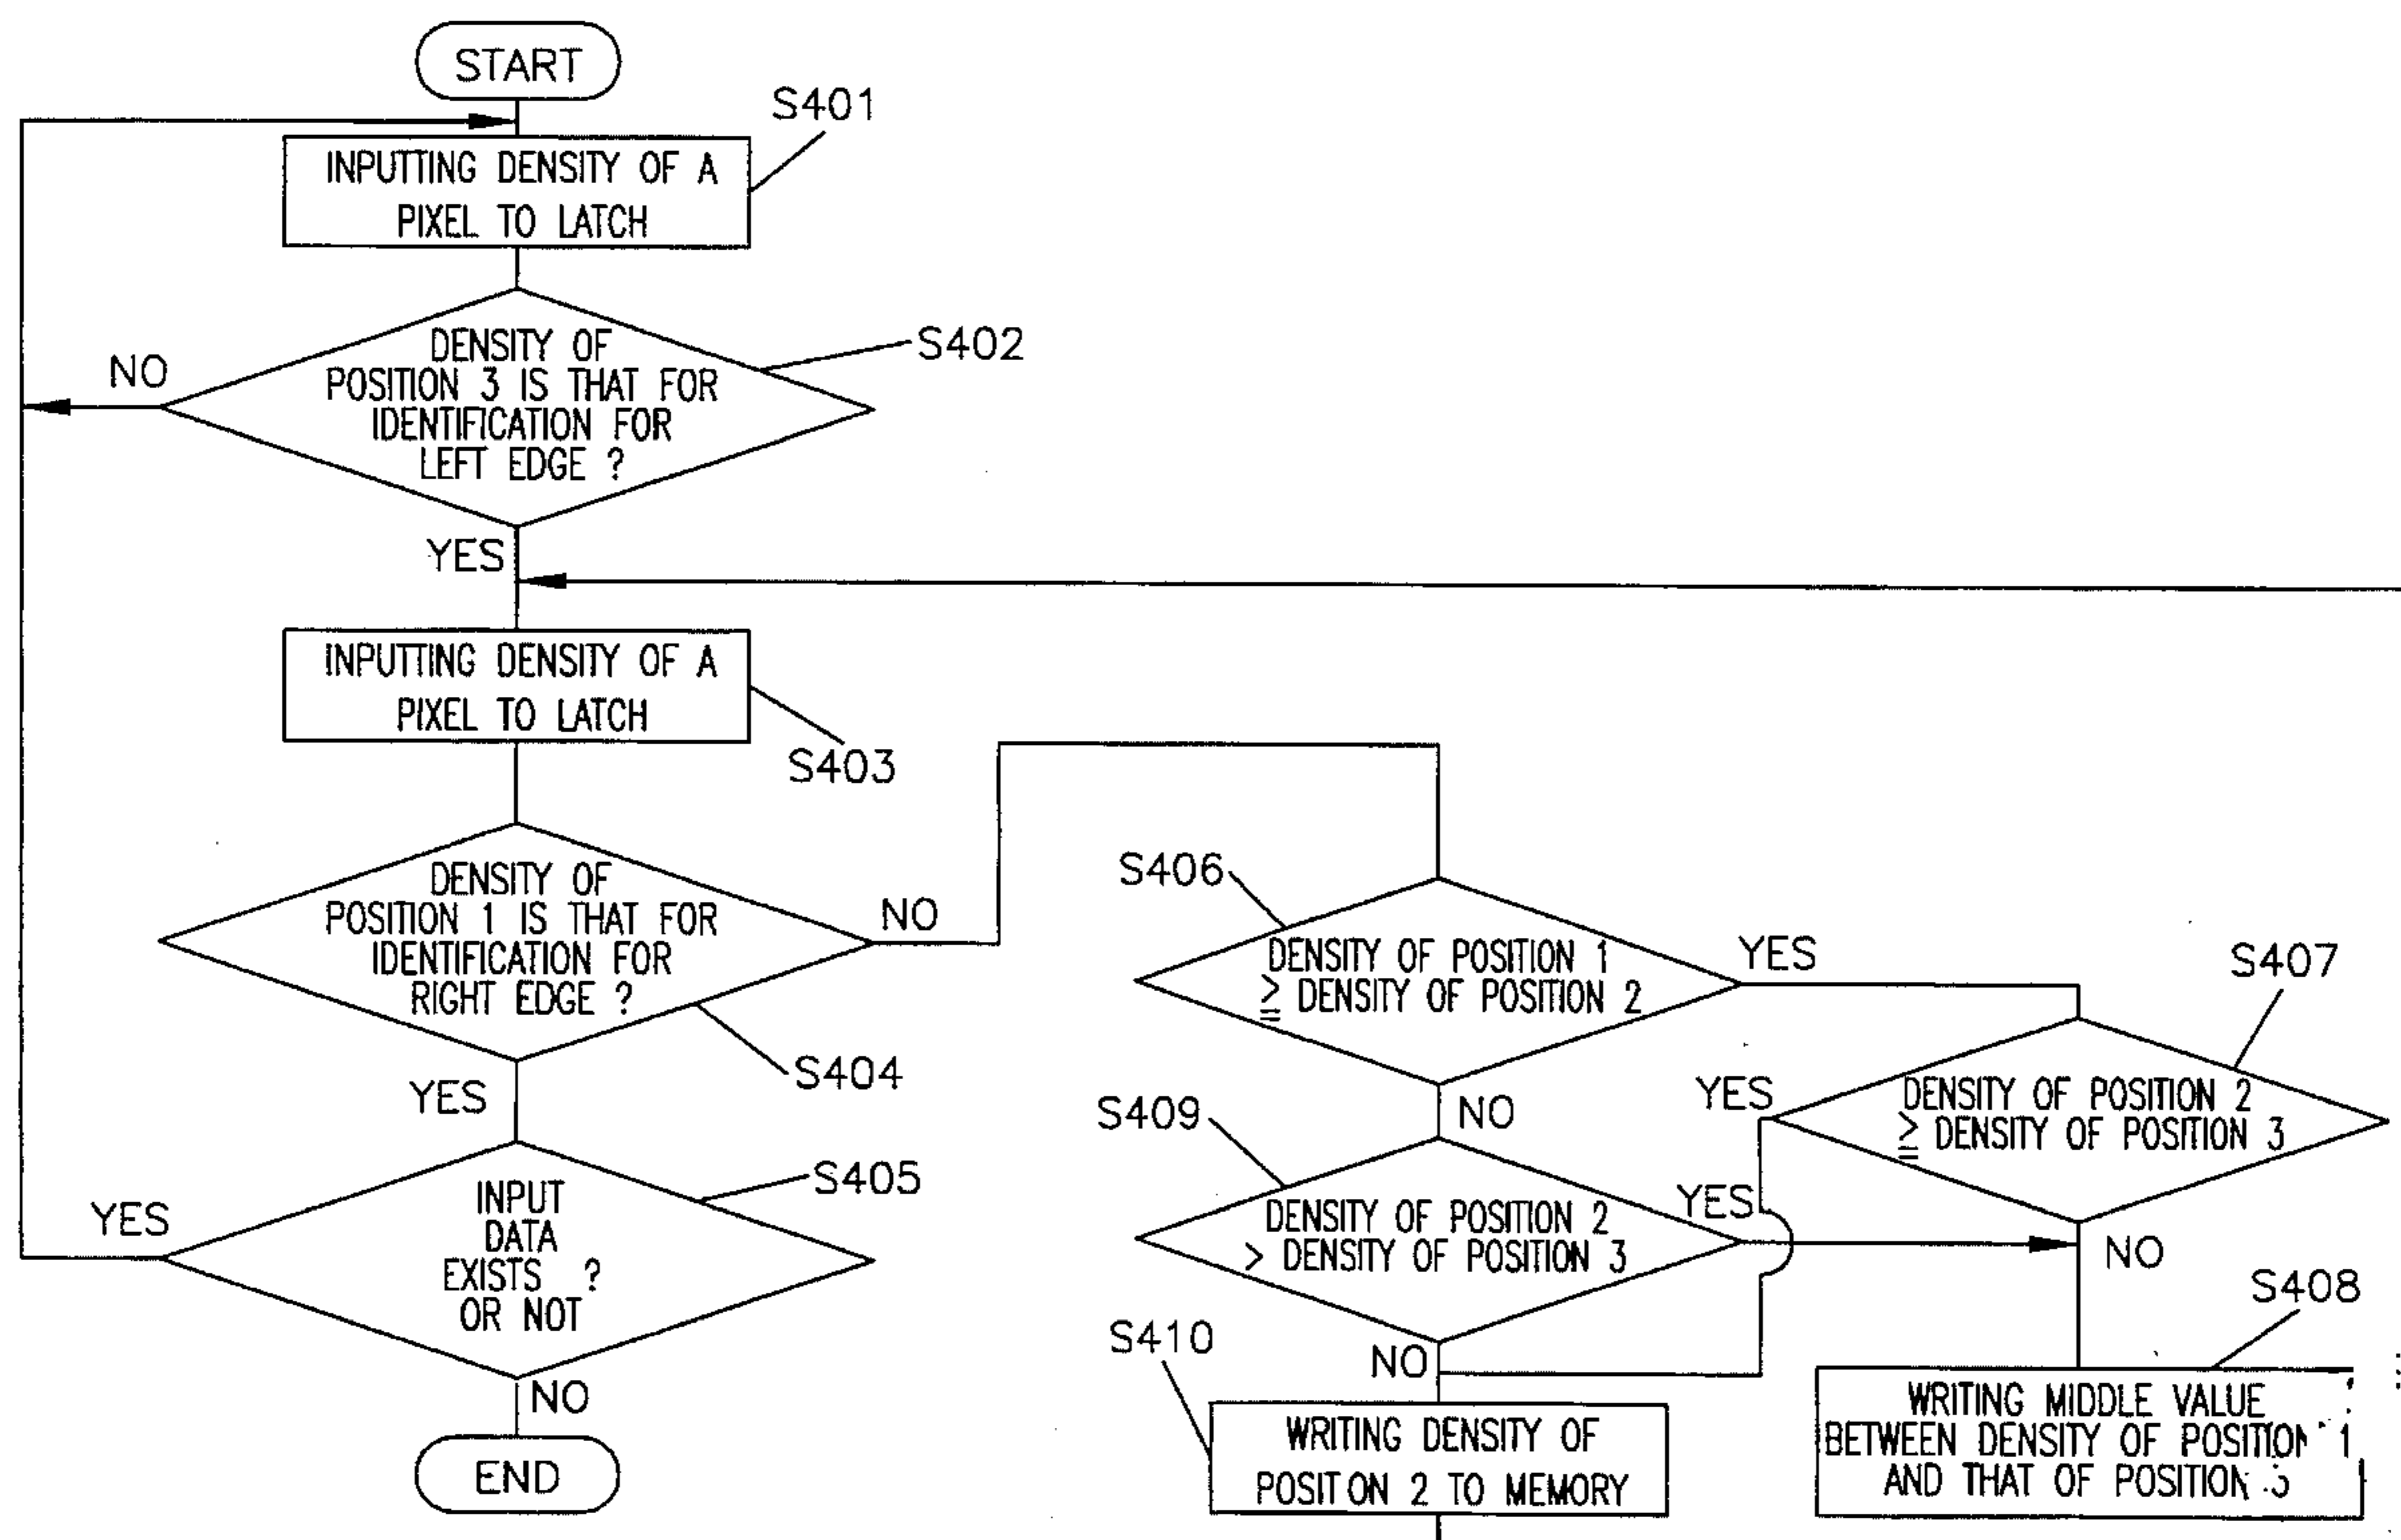 START
S401
INPUTTING DENSITY OF A
PIXEL TO LATCH
S402
DENSITY OF
POSITION 3 IS THAT FOR
IDENTIFICATION FOR
LEFT EDGE ?
NO
YES
INPUTTING DENSITY OF A
PIXEL TO LATCH
S403
DENSITY OF
POSITION 1 IS THAT FOR
IDENTIFICATION FOR
RIGHT EDGE ?
NO
S404
YES
S405
INPUT
DATA
EXISTS ?
OR NOT
YES
NO
END
S406
DENSITY OF POSITION 1
≧ DENSITY OF POSITION 2
YES
NO
S407
DENSITY OF POSITION 2
≧ DENSITY OF POSITION 3
YES
NO
S409
DENSITY OF POSITION 2
> DENSITY OF POSITION 3
YES
NO
S410
WRITING DENSITY OF
POSIT ON 2 TO MEMORY
S408
WRITING MIDDLE VALUE
BETWEEN DENSITY OF POSITION 1
AND THAT OF POSITION